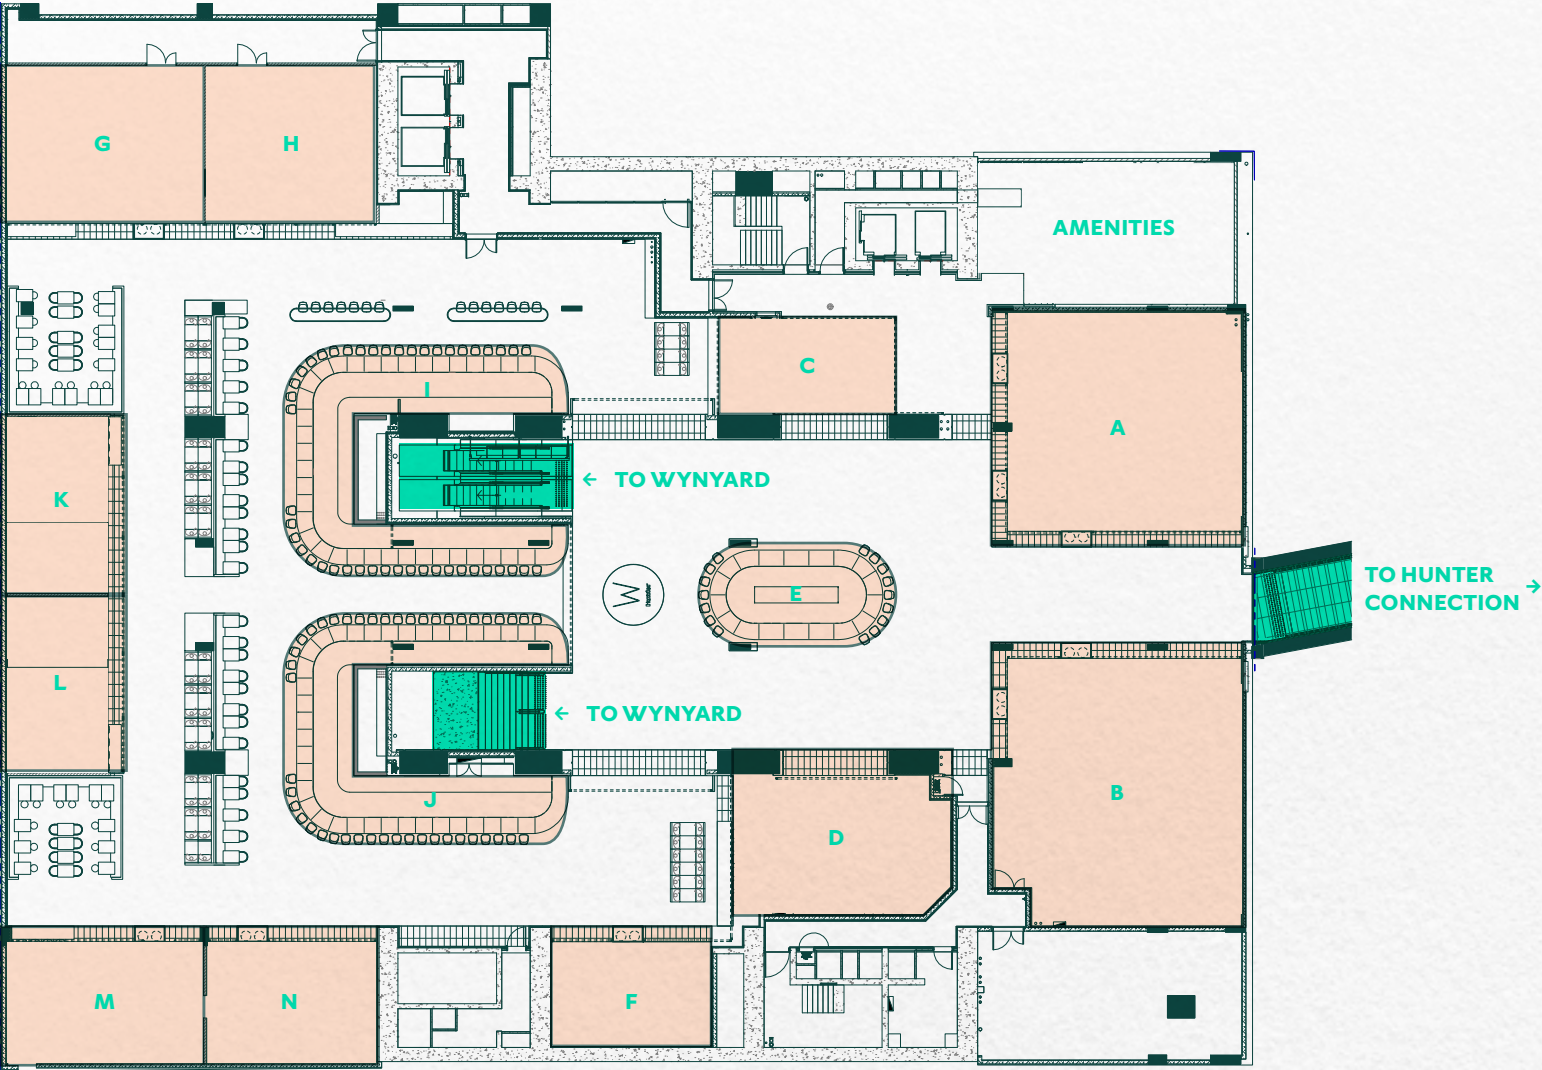 G
H
AMENITIES
C
I
A
← TO WYNYARD
K
TO HUNTER →
CONNECTION
E
W
L
← TO WYNYARD
B
J
D
M
N
F